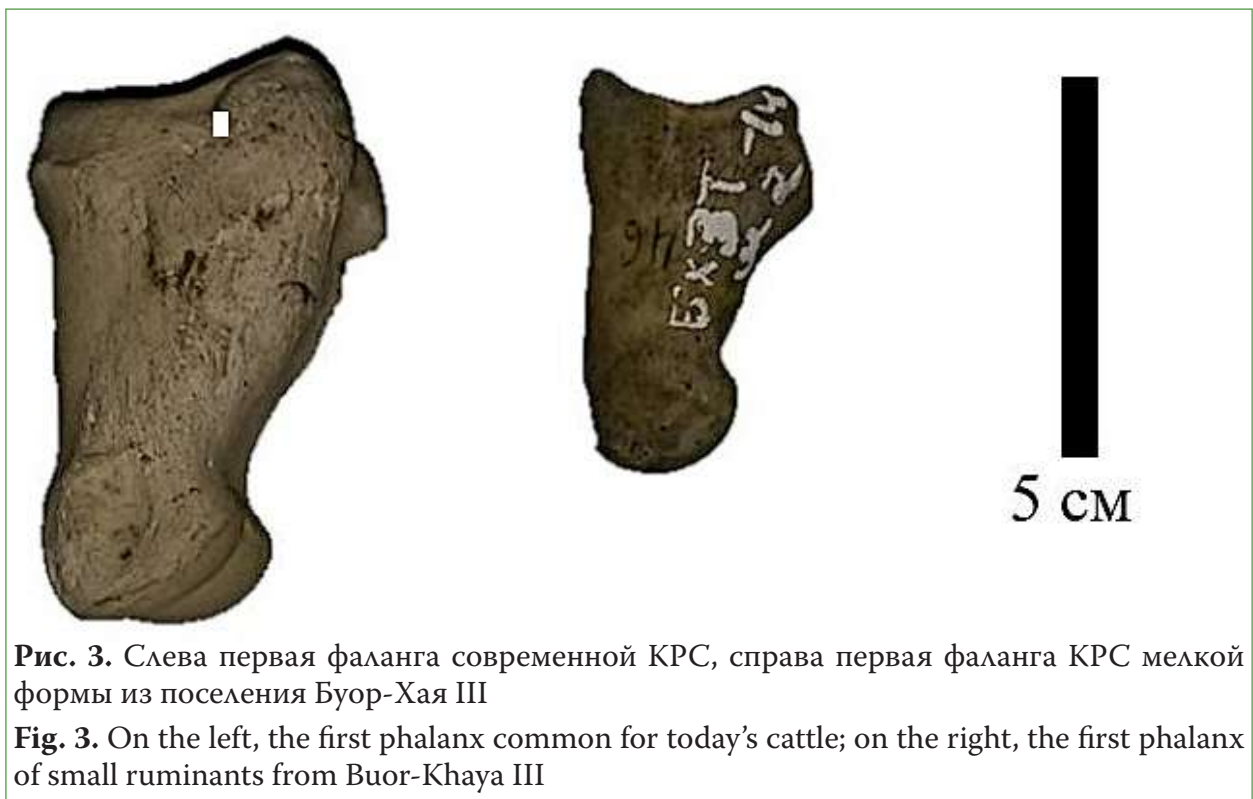 146
БХЗТ
5 см
Рис. 3. Слева первая фаланга современной КРС, справа первая фаланга КРС мелкой
формы из поселения Буор-Хая III
Fig. 3. On the left, the first phalanx common for today's cattle; on the right, the first phalanx
of small ruminants from Buor-Khaya III